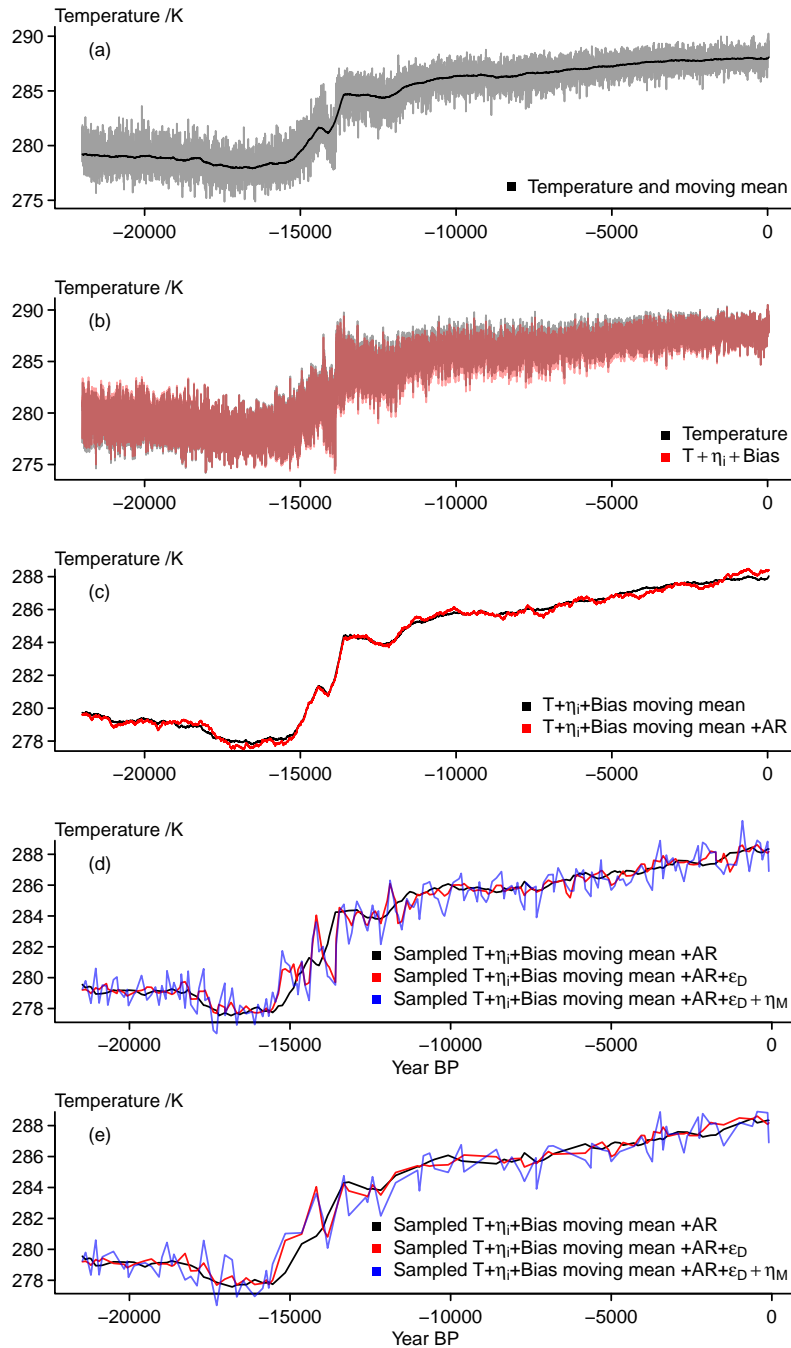 Temperature /K
(a)
290
285
280
275
Temperature and moving mean
−20000 −15000 −10000 −5000 0
Temperature /K
(b)
290
285
280
275
Temperature
T + ηi + Bias
−20000 −15000 −10000 −5000 0
Temperature /K
(c)
288
286
284
282
280
278
T+ηi+Bias moving mean
T+ηi+Bias moving mean +AR
−20000 −15000 −10000 −5000 0
Temperature /K
(d)
288
286
284
282
280
278
Sampled T+ηi+Bias moving mean +AR
Sampled T+ηi+Bias moving mean +AR+εD
Sampled T+ηi+Bias moving mean +AR+εD + ηM
−20000 −15000 −10000 −5000 0
Year BP
Temperature /K
(e)
288
286
284
282
280
278
Sampled T+ηi+Bias moving mean +AR
Sampled T+ηi+Bias moving mean +AR+εD
Sampled T+ηi+Bias moving mean +AR+εD + ηM
−20000 −15000 −10000 −5000 0
Year BP